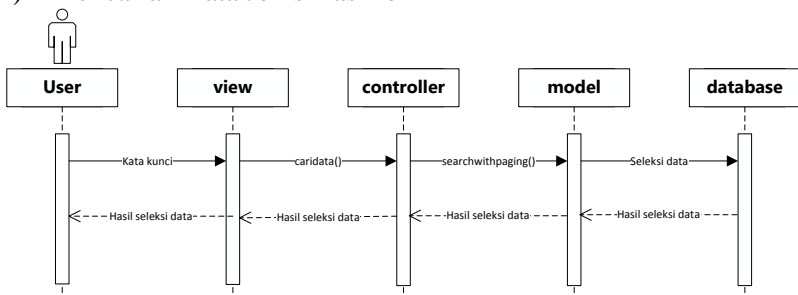 User
view
controller
model
database
Kata kunci
caridata()
searchwithpaging()
Seleksi data
Hasil seleksi data
Hasil seleksi data
Hasil seleksi data
Hasil seleksi data